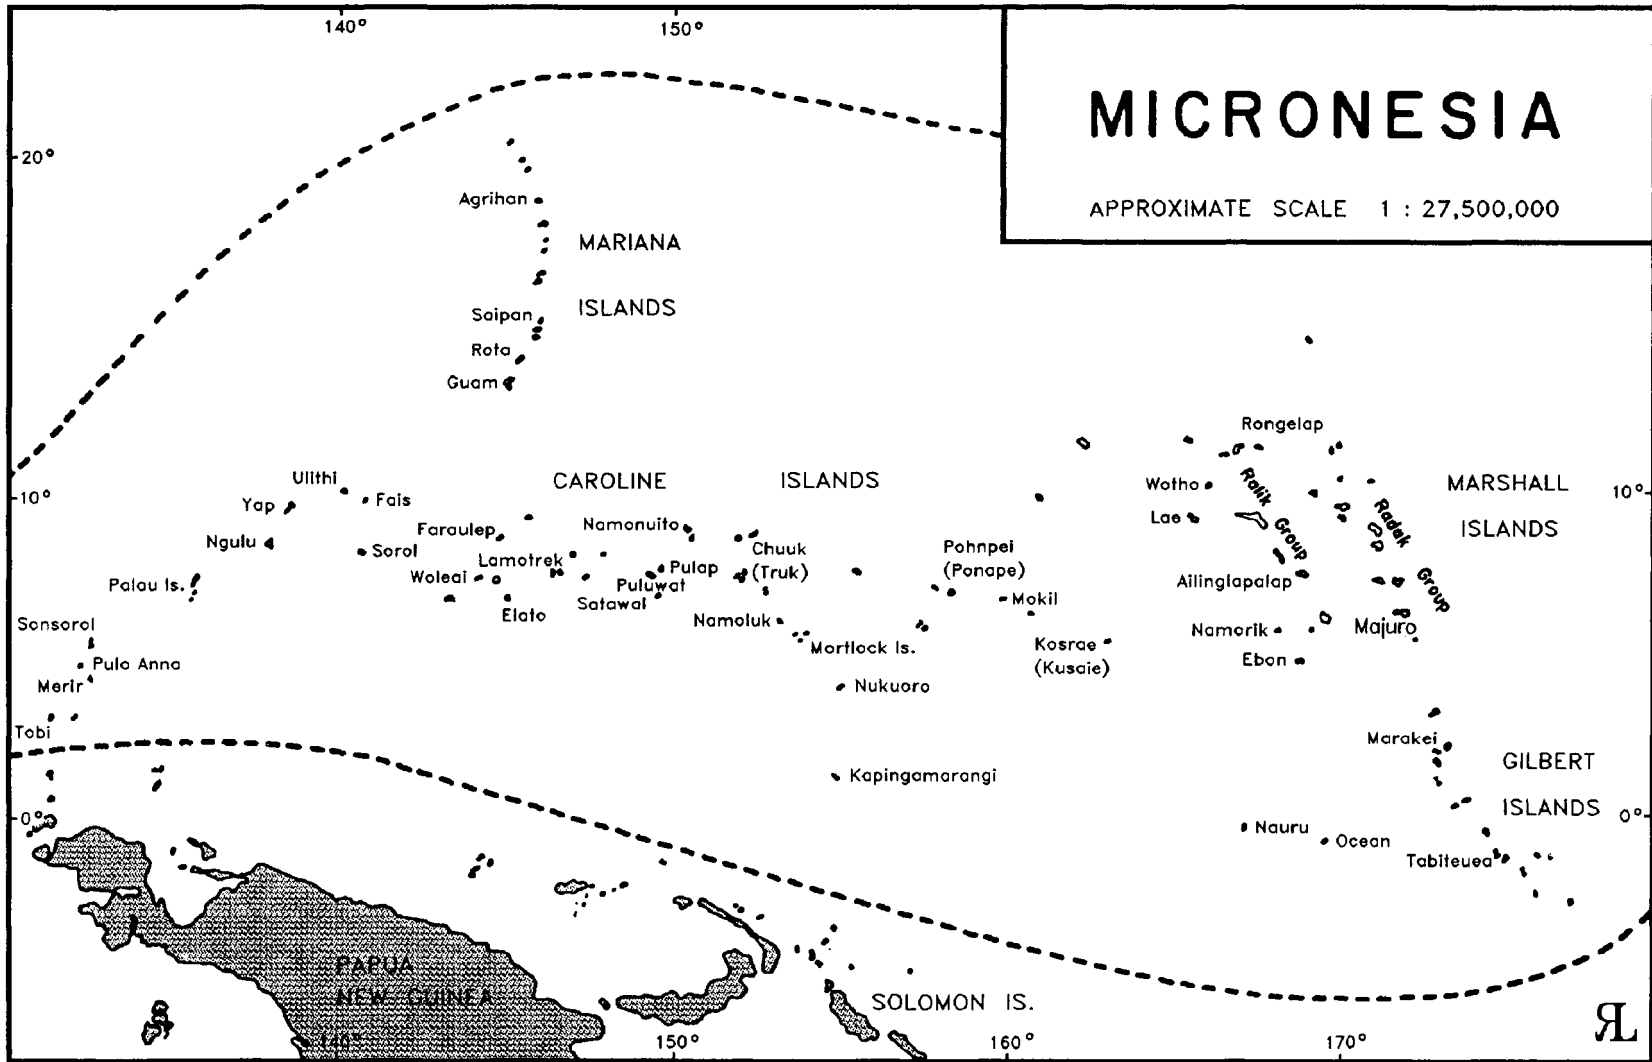 140°
150°
MICRONESIA
APPROXIMATE SCALE 1 : 27,500,000
20°
Agrihan
MARIANA
ISLANDS
Saipan
Rota
Guam
Rongelap
Ulithi
CAROLINE ISLANDS
Wotho
Ralik
Group
MARSHALL
ISLANDS
10°
10°
Yap
Fais
Faraulep
Namonuito
Lae
Radak
Group
Ngulu
Sorol
Lamotrek
Chuuk
(Truk)
Pohnpei
(Ponape)
Palau Is.
Woleai
Puluwat
Pulap
Ailinglapalap
Elato
Satawal
Mokil
Sonsorol
Namoluk
Namorik
Majuro
Mortlock Is.
Kosrae
(Kusaie)
Pulo Anna
Ebon
Merir
Nukuoro
Tobi
Marakei
Kapingamarangi
GILBERT
ISLANDS
0°
0°
Nauru
Ocean
Tabiteuea
PAPUA
NEW GUINEA
SOLOMON IS.
140°
150°
160°
170°